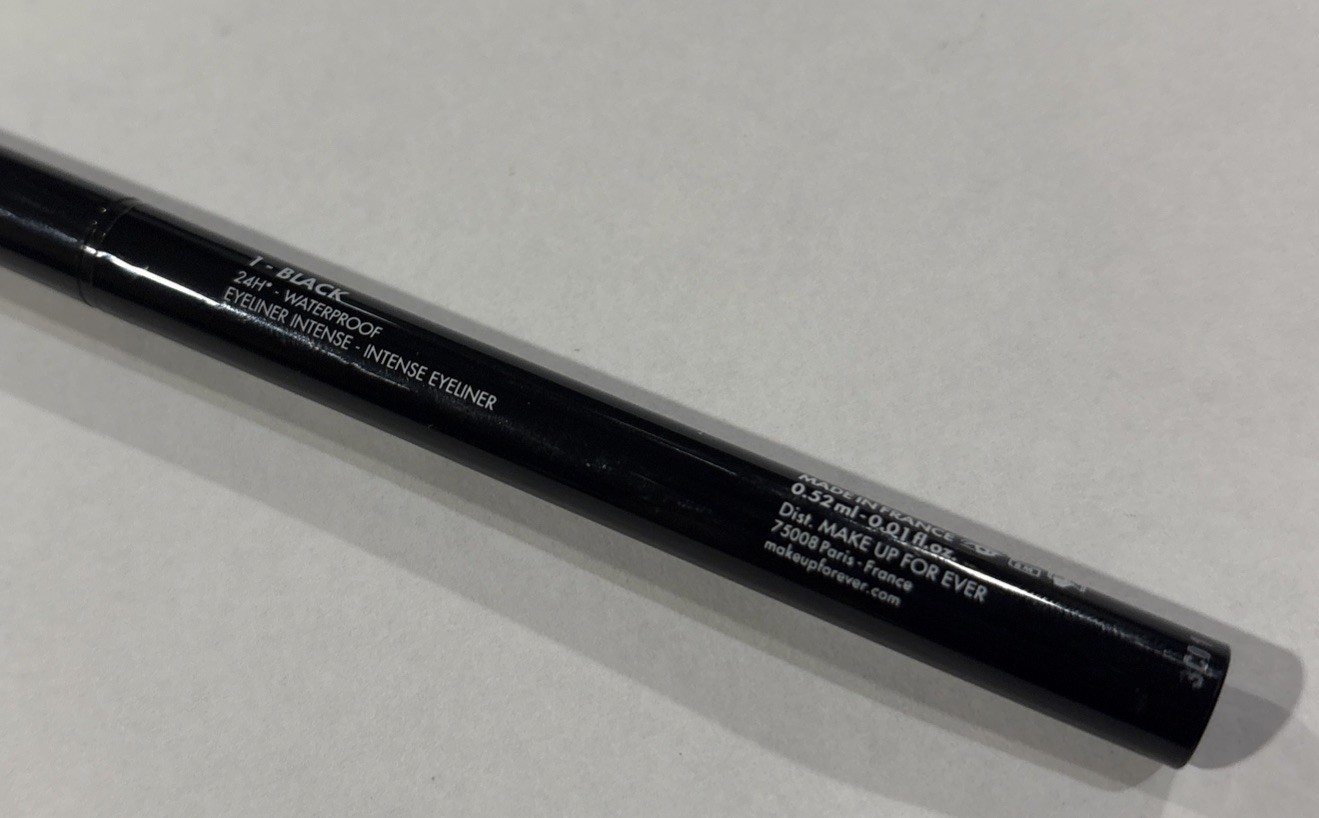 1 - BLACK
24H* - WATERPROOF
EYELINER INTENSE - INTENSE EYELINER
MADE IN FRANCE
0.52 ml - 0.01 fl.oz.
Dist. MAKE UP FOR EVER
75008 Paris - France
makeupforever.com